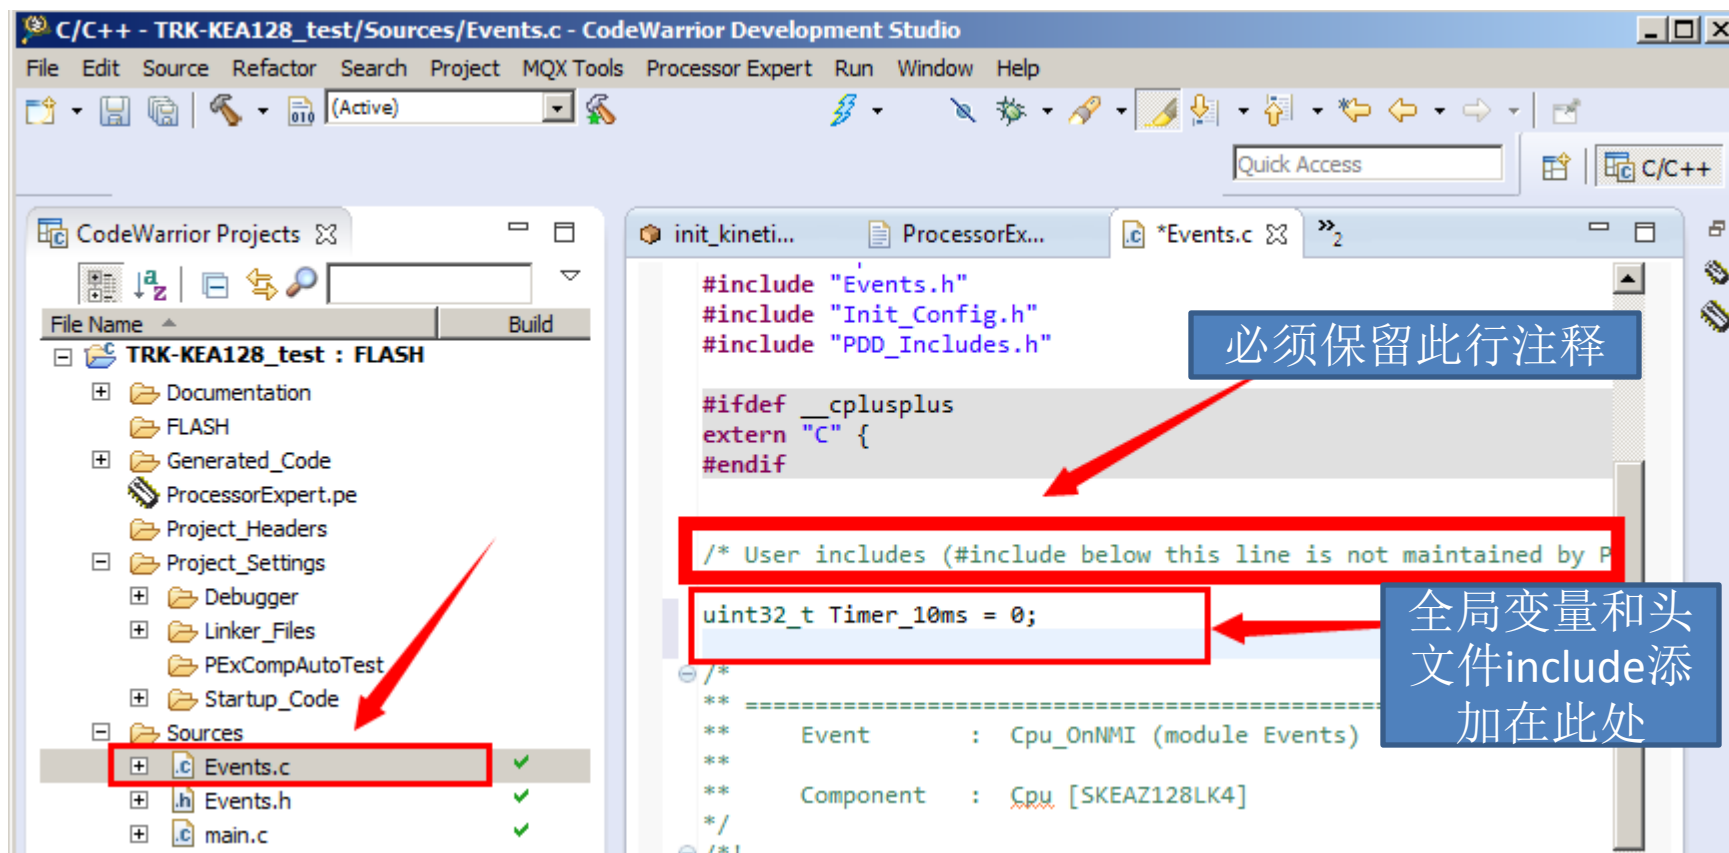 C/C++ - TRK-KEA128_test/Sources/Events.c - CodeWarrior Development Studio
File Edit Source Refactor Search Project MQX Tools Processor Expert Run Window Help
(Active)
Quick Access
C/C++
CodeWarrior Projects
File Name Build
TRK-KEA128_test : FLASH
Documentation
FLASH
Generated_Code
ProcessorExpert.pe
Project_Headers
Project_Settings
Debugger
Linker_Files
PExCompAutoTest
Startup_Code
Sources
Events.c
Events.h
main.c
init_kineti... ProcessorEx... *Events.c »2
#include "Events.h"
#include "Init_Config.h"
#include "PDD_Includes.h"
必须保留此行注释
#ifdef __cplusplus
extern "C" {
#endif
/* User includes (#include below this line is not maintained by P
uint32_t Timer_10ms = 0;
全局变量和头
文件include添
加在此处
/*
** ===============================================
** Event : Cpu_OnNMI (module Events)
**
** Component : Cpu [SKEAZ128LK4]
*/
/*!